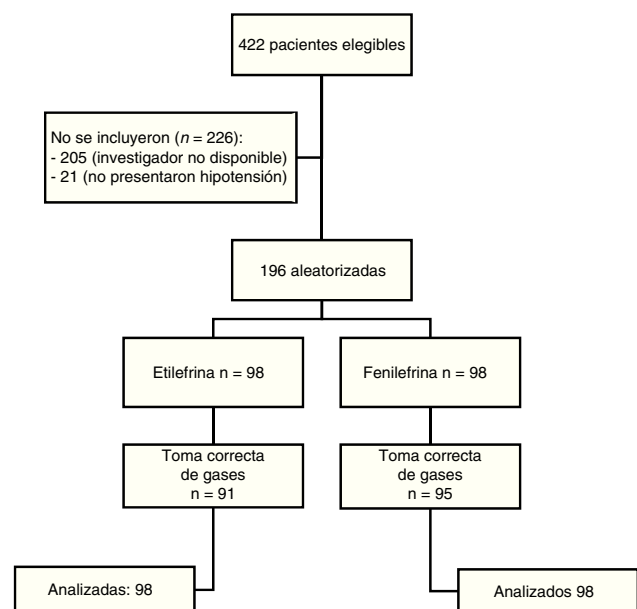 422 pacientes elegibles
No se incluyeron (n = 226):
- 205 (investigador no disponible)
- 21 (no presentaron hipotensión)
196 aleatorizadas
Etilefrina n = 98
Fenilefrina n = 98
Toma correcta
de gases
n = 91
Toma correcta
de gases
n = 95
Analizadas: 98
Analizados 98